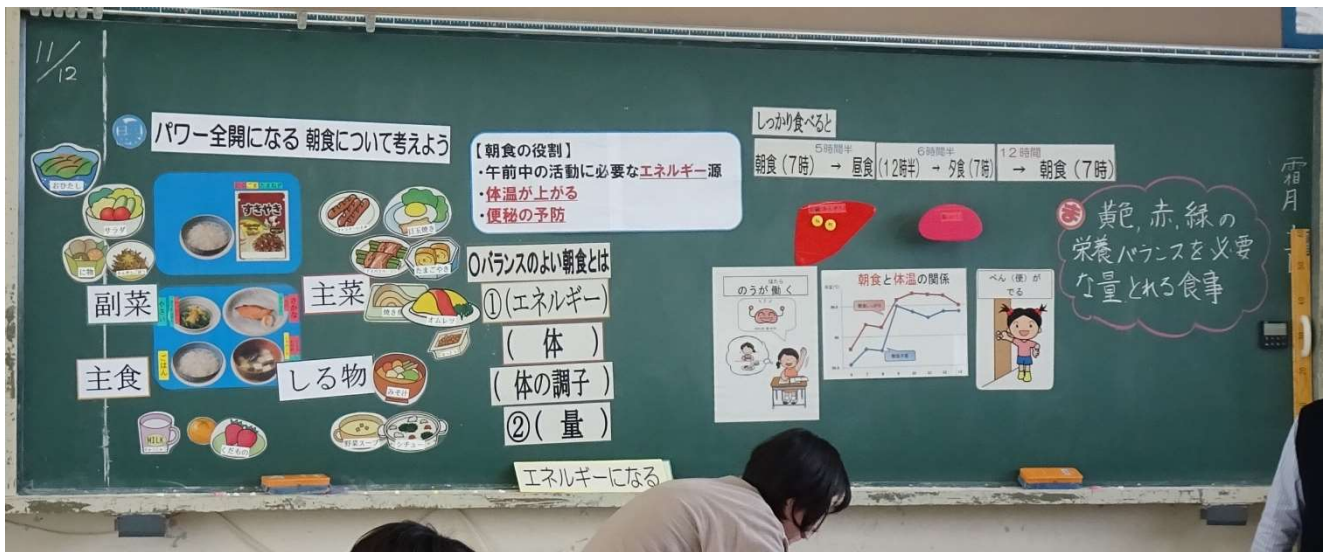 11/12
パワー全開になる 朝食について考えよう
おひたし
サラダ
に物
すきやき
目玉焼き
たまごやき
オムレツ
副菜
主菜
主食
しる物
ごはん
みそ汁
MILK
くだもの
野菜スープ
シチュー
【朝食の役割】
・午前中の活動に必要なエネルギー源
・体温が上がる
・便秘の予防
○バランスのよい朝食とは
①(エネルギー)
(体)
(体の調子)
②(量)
エネルギーになる
しっかり食べると
5時間半
6時間半
12時間
朝食(7時) → 昼食(12時半) → 夕食(7時) → 朝食(7時)
のうが働く
朝食と体温の関係
べん(便)が
でる
ま 黄色,赤,緑の
栄養バランスを必要
な量とれる食事
霜月